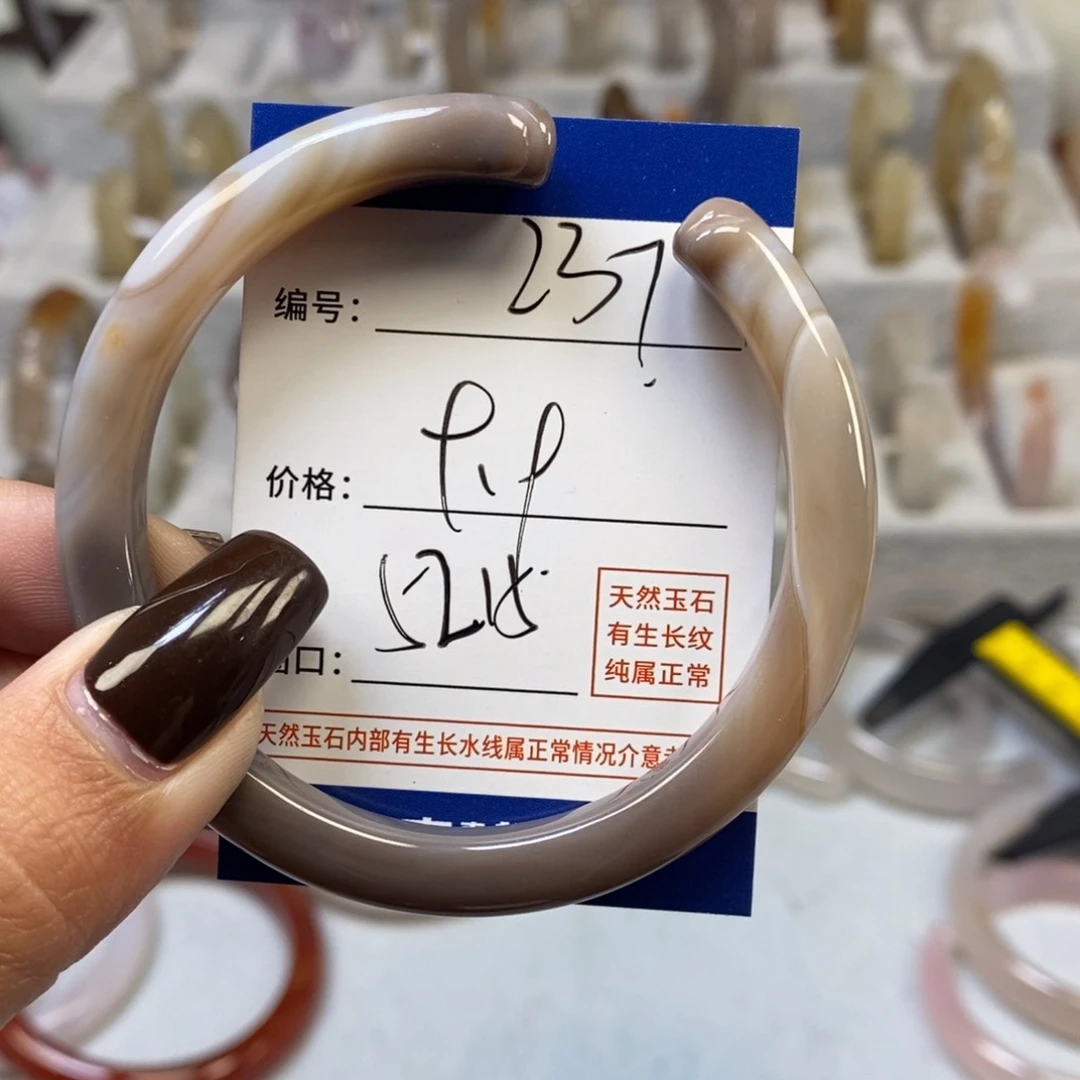 编号： 237
价格：
52
口：
天然玉石
有生长纹
纯属正常
天然玉石内部有生长水线属正常情况介意